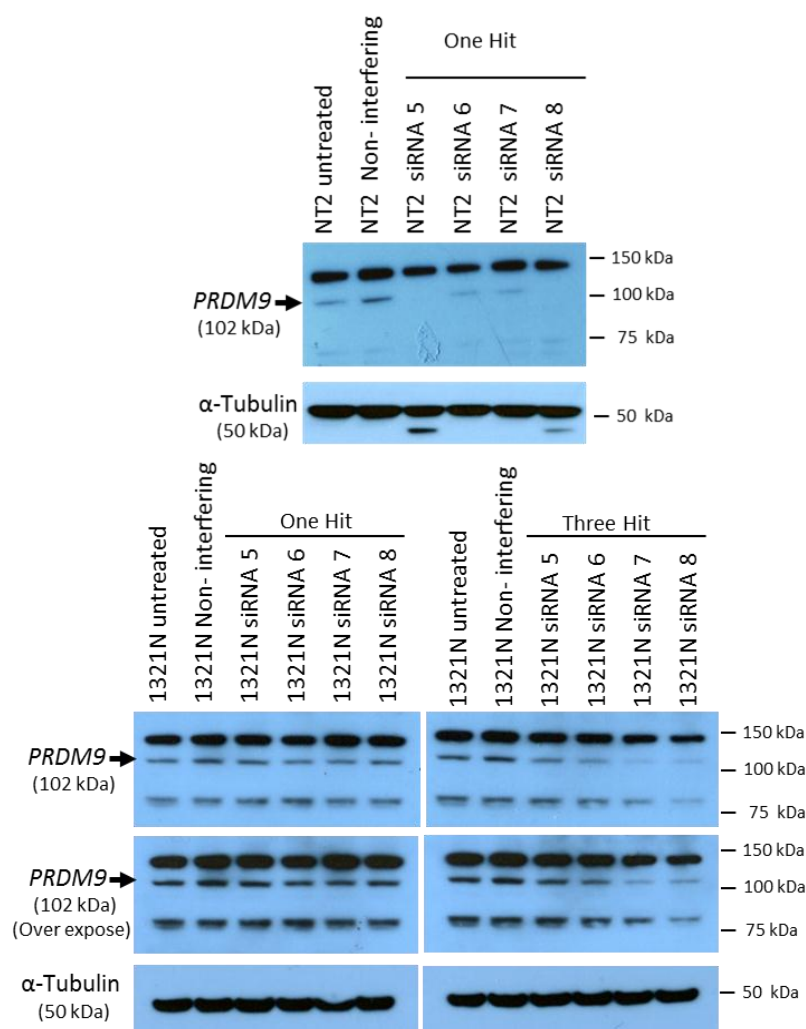 One Hit
NT2 untreated
NT2 Non- interfering
NT2 siRNA 5
NT2 siRNA 6
NT2 siRNA 7
NT2 siRNA 8
150 kDa
PRDM9
100 kDa
(102 kDa)
75 kDa
α-Tubulin
50 kDa
(50 kDa)
One Hit
Three Hit
1321N untreated
1321N Non- interfering
1321N siRNA 5
1321N siRNA 6
1321N siRNA 7
1321N siRNA 8
1321N untreated
1321N Non- interfering
1321N siRNA 5
1321N siRNA 6
1321N siRNA 7
1321N siRNA 8
150 kDa
PRDM9
100 kDa
(102 kDa)
75 kDa
150 kDa
PRDM9
100 kDa
(102 kDa)
(Over expose)
75 kDa
α-Tubulin
50 kDa
(50 kDa)